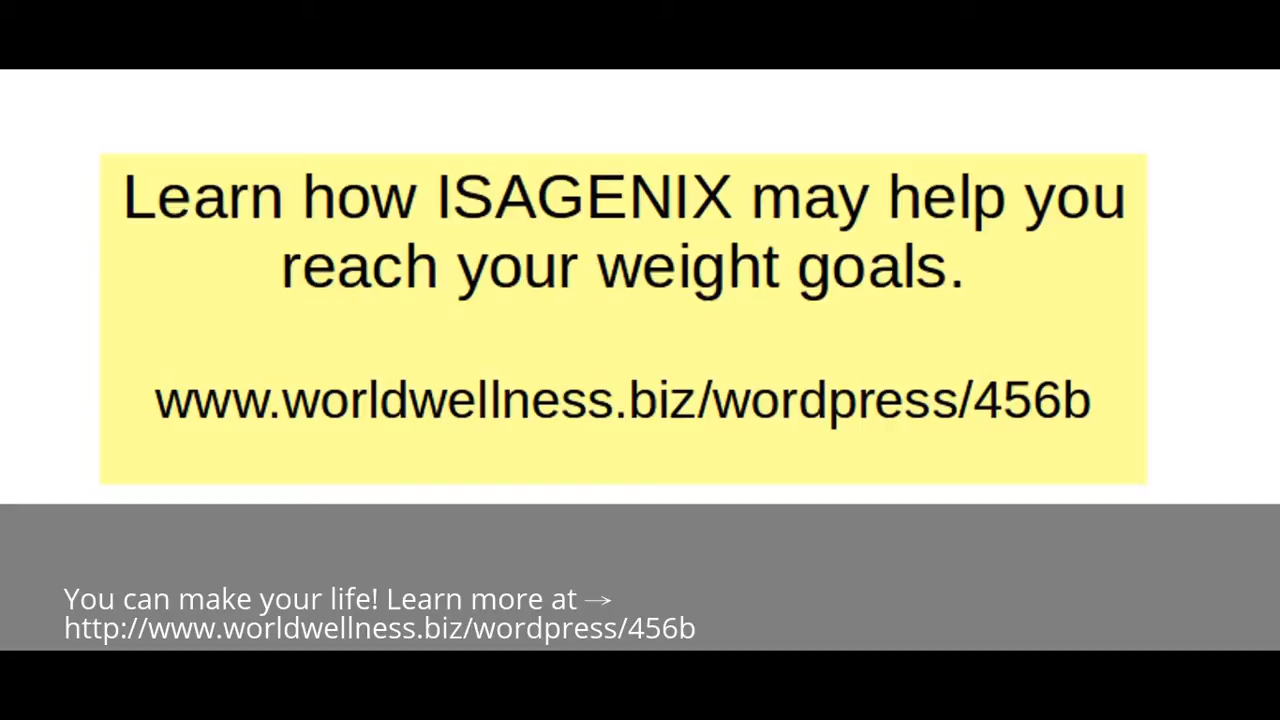 Learn how ISAGENIX may help you
reach your weight goals.
www.worldwellness.biz/wordpress/456b
You can make your life! Learn more at →
http://www.worldwellness.biz/wordpress/456b